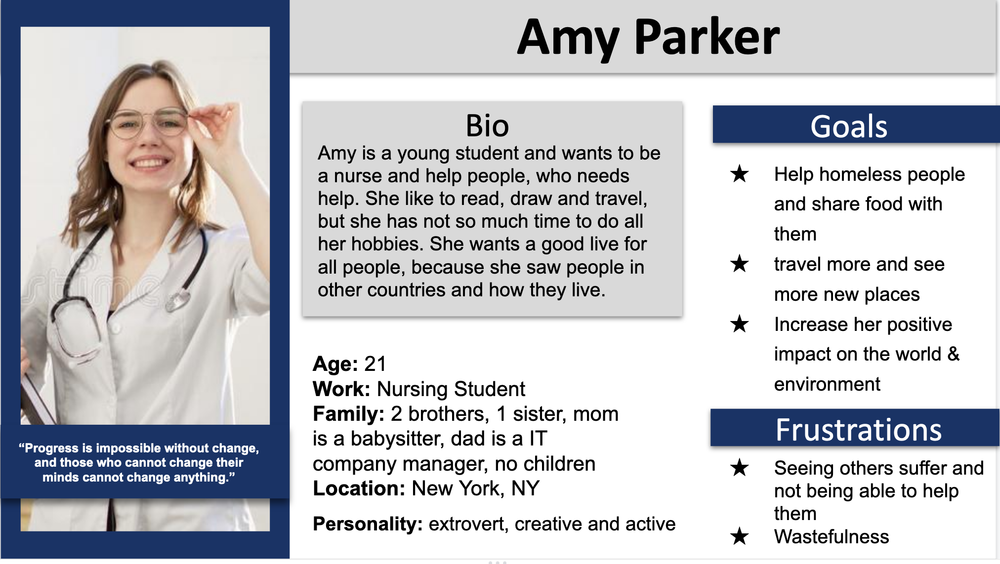 Amy Parker
Bio
Amy is a young student and wants to be
a nurse and help people, who needs
help. She like to read, draw and travel,
but she has not so much time to do all
her hobbies. She wants a good live for
all people, because she saw people in
other countries and how they live.
Age: 21
Work: Nursing Student
Family: 2 brothers, 1 sister, mom
is a babysitter, dad is a IT
company manager, no children
Location: New York, NY
Personality: extrovert, creative and active
Goals
★ Help homeless people
and share food with
them
★ travel more and see
more new places
★ Increase her positive
impact on the world &
environment
Frustrations
★ Seeing others suffer and
not being able to help
them
★ Wastefulness
“Progress is impossible without change,
and those who cannot change their
minds cannot change anything.”